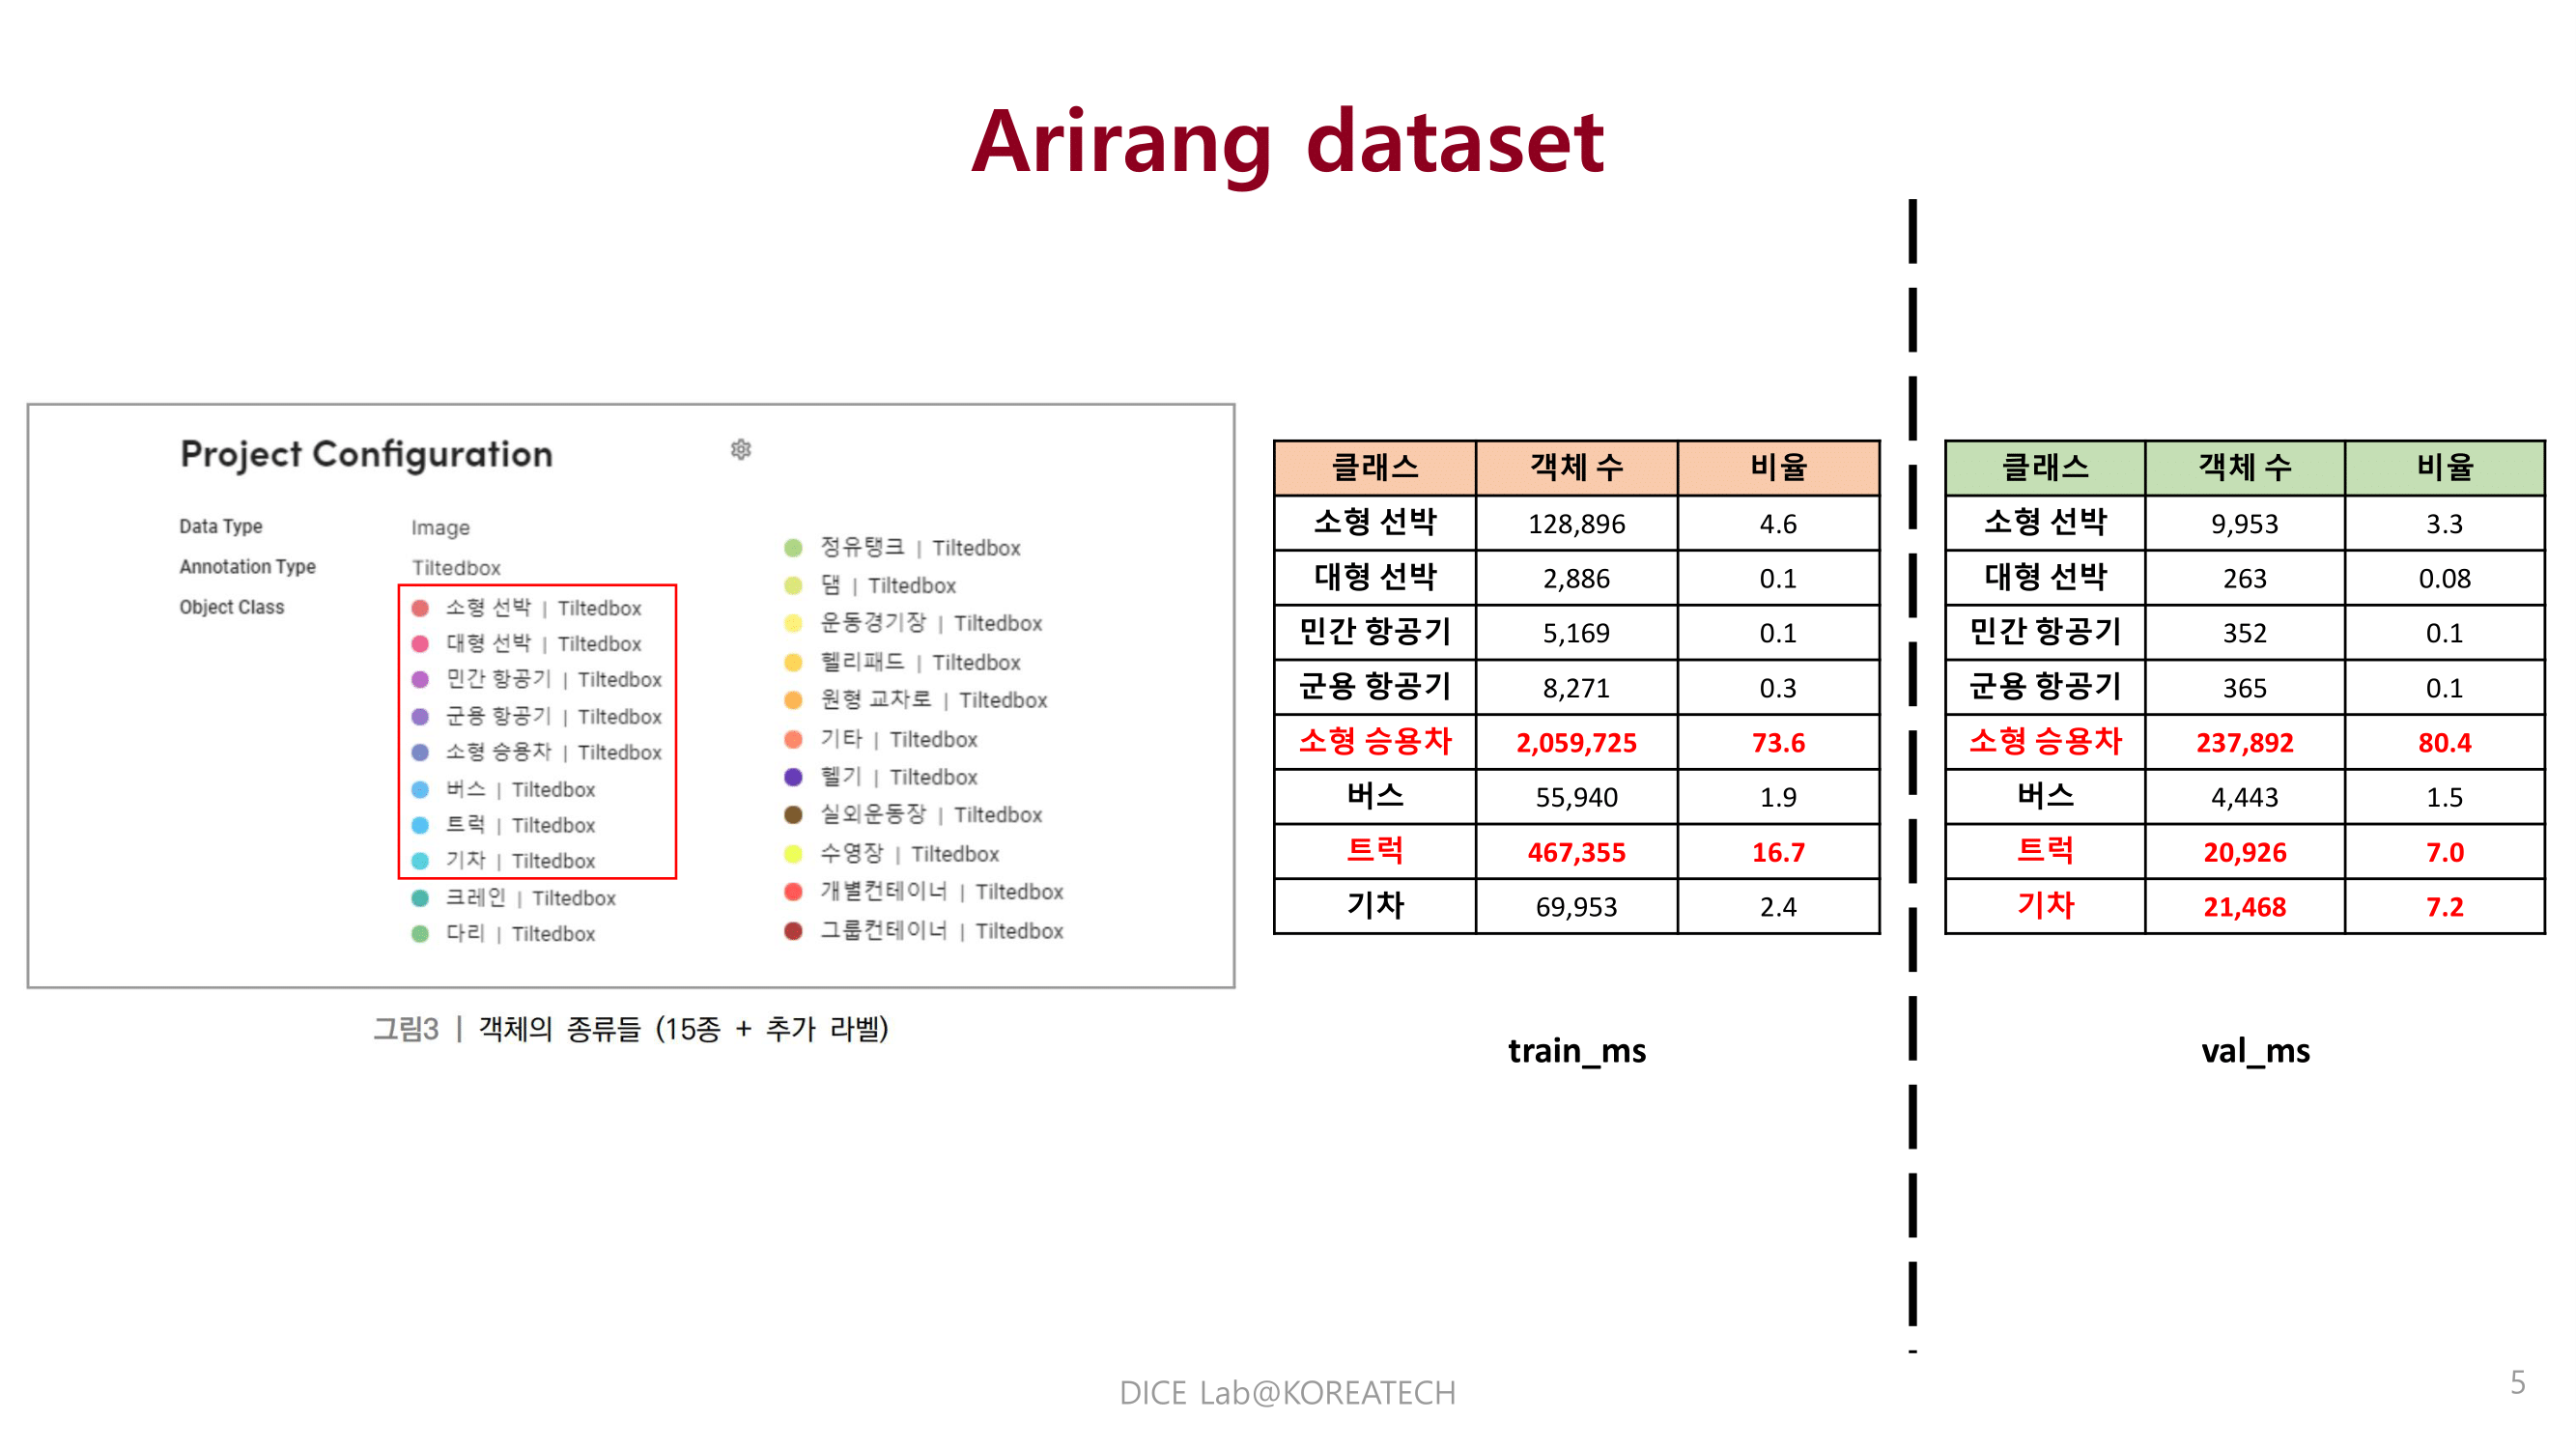 Arirang dataset
Project Configuration
Data Type Image
Annotation Type Tiltedbox
Object Class
소형 선박 | Tiltedbox
대형 선박 | Tiltedbox
민간 항공기 | Tiltedbox
군용 항공기 | Tiltedbox
소형 승용차 | Tiltedbox
버스 | Tiltedbox
트럭 | Tiltedbox
기차 | Tiltedbox
크레인 | Tiltedbox
다리 | Tiltedbox
정유탱크 | Tiltedbox
댐 | Tiltedbox
운동경기장 | Tiltedbox
헬리패드 | Tiltedbox
원형 교차로 | Tiltedbox
기타 | Tiltedbox
헬기 | Tiltedbox
실외운동장 | Tiltedbox
수영장 | Tiltedbox
개별컨테이너 | Tiltedbox
그룹컨테이너 | Tiltedbox
그림3 | 객체의 종류들 (15종 + 추가 라벨)
클래스 객체 수 비율
소형 선박 128,896 4.6
대형 선박 2,886 0.1
민간 항공기 5,169 0.1
군용 항공기 8,271 0.3
소형 승용차 2,059,725 73.6
버스 55,940 1.9
트럭 467,355 16.7
기차 69,953 2.4
train_ms
클래스 객체 수 비율
소형 선박 9,953 3.3
대형 선박 263 0.08
민간 항공기 352 0.1
군용 항공기 365 0.1
소형 승용차 237,892 80.4
버스 4,443 1.5
트럭 20,926 7.0
기차 21,468 7.2
val_ms
DICE Lab@KOREATECH
5